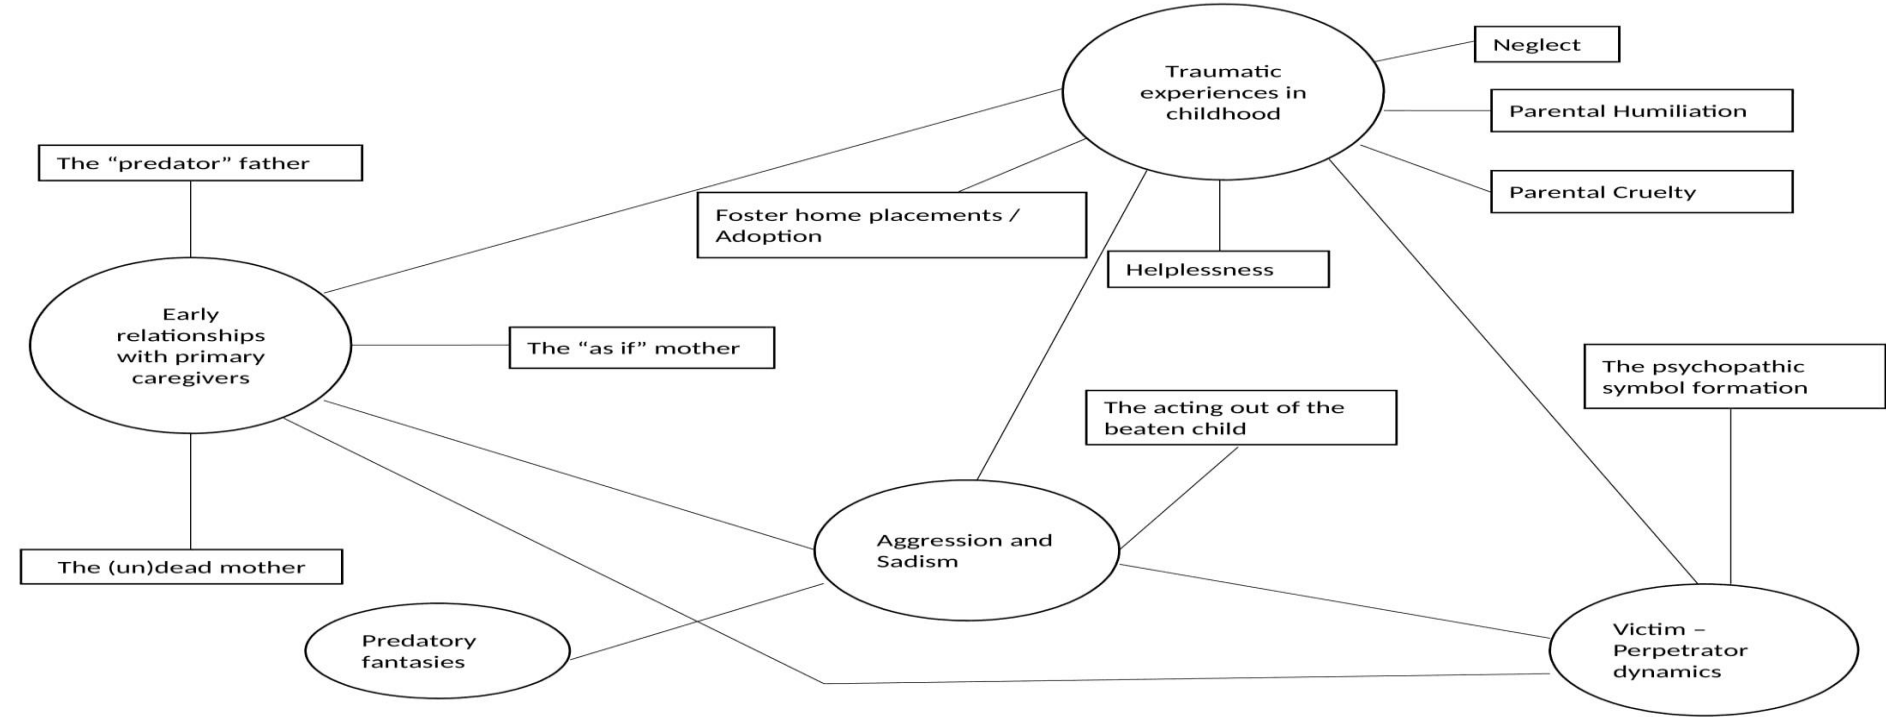 Neglect
Traumatic
experiences in
childhood
Parental Humiliation
The “predator” father
Parental Cruelty
Foster home placements /
Adoption
Helplessness
Early
relationships
with primary
caregivers
The “as if” mother
The psychopathic
symbol formation
The acting out of the
beaten child
Aggression and
Sadism
The (un)dead mother
Predatory
fantasies
Victim –
Perpetrator
dynamics